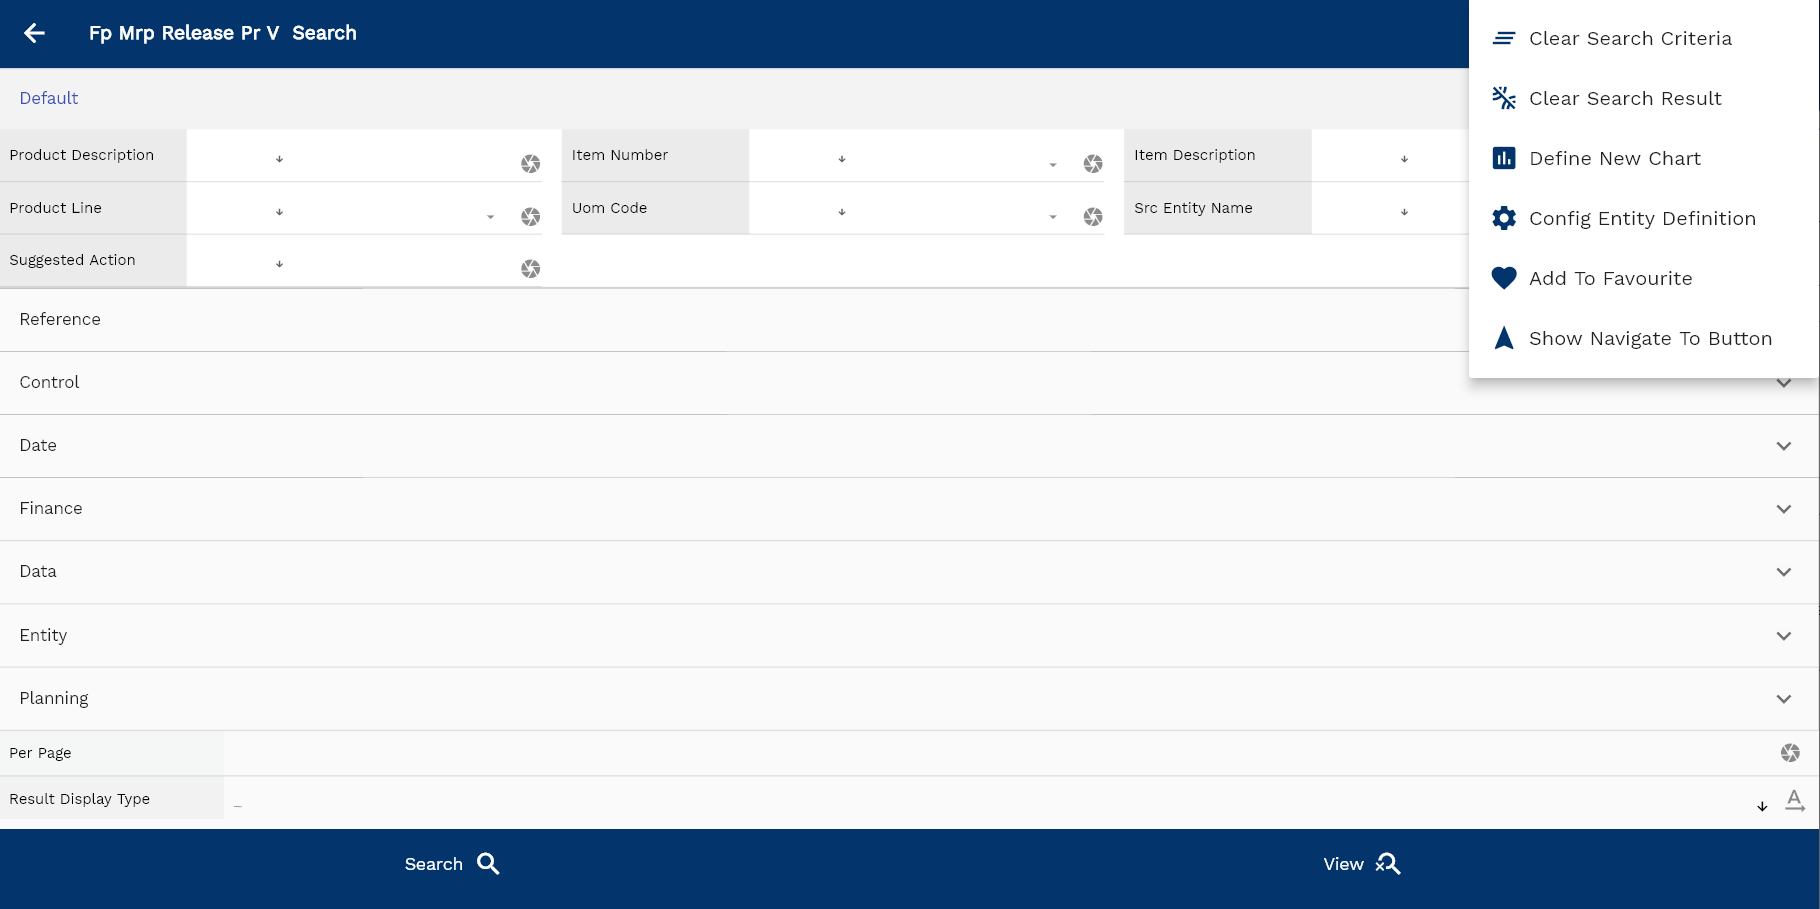 Fp Mrp Release Pr V  Search
Clear Search Criteria
Clear Search Result
Define New Chart
Config Entity Definition
Add To Favourite
Show Navigate To Button
Default
Product Description
Item Number
Item Description
Product Line
Uom Code
Src Entity Name
Suggested Action
Reference
Control
Date
Finance
Data
Entity
Planning
Per Page
Result Display Type
_
Search
View